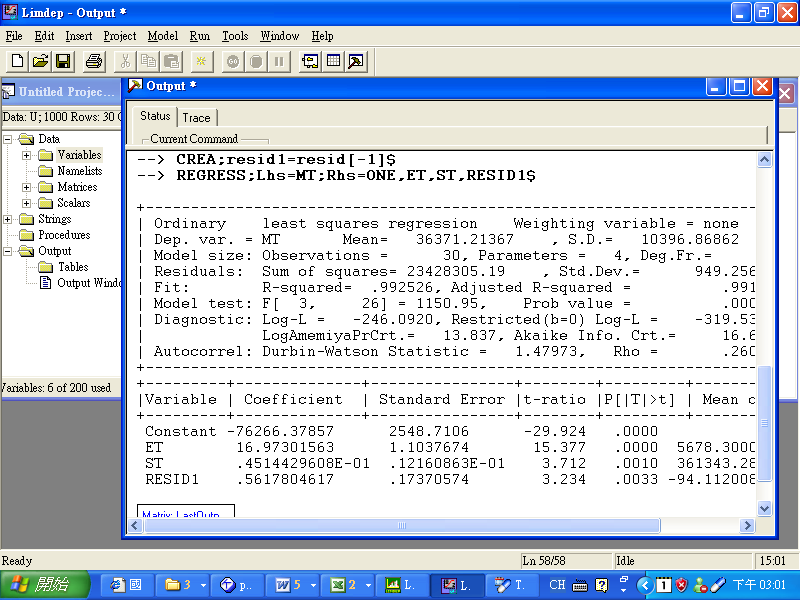 Limdep - Output *
File Edit Insert Project Model Run Tools Window Help
Untitled Projec...
Data: U; 1000 Rows: 30 O
Data
Variables
Namelists
Matrices
Scalars
Strings
Procedures
Output
Tables
Output Windo
Variables: 6 of 200 used
Output *
Status Trace
Current Command
--> CREA;resid1=resid[-1]$
--> REGRESS;Lhs=MT;Rhs=ONE,ET,ST,RESID1$
| Ordinary least squares regression Weighting variable = none
| Dep. var. = MT Mean= 36371.21367 , S.D.= 10396.86862
| Model size: Observations = 30, Parameters = 4, Deg.Fr.=
| Residuals: Sum of squares= 23428305.19 , Std.Dev.= 949.256
| Fit: R-squared= .992526, Adjusted R-squared = .991
| Model test: F[ 3, 26] = 1150.95, Prob value = .000
| Diagnostic: Log-L = -246.0920, Restricted(b=0) Log-L = -319.53
| LogAmemiyaPrCrt.= 13.837, Akaike Info. Crt.= 16.6
| Autocorrel: Durbin-Watson Statistic = 1.47973, Rho = .260
|Variable | Coefficient | Standard Error |t-ratio |P[|T|>t] | Mean o
Constant -76266.37857 2548.7106 -29.924 .0000
ET 16.97301563 1.1037674 15.377 .0000 5678.3000
ST .4514429608E-01 .12160863E-01 3.712 .0010 361343.28
RESID1 .5617804617 .17370574 3.234 .0033 -94.112008
Matrix: LastOutp
Ready Ln 58/58 Idle 15:01
開始 國 3 p.. W 5 2 L. L. T. CH 1 下午 03:01